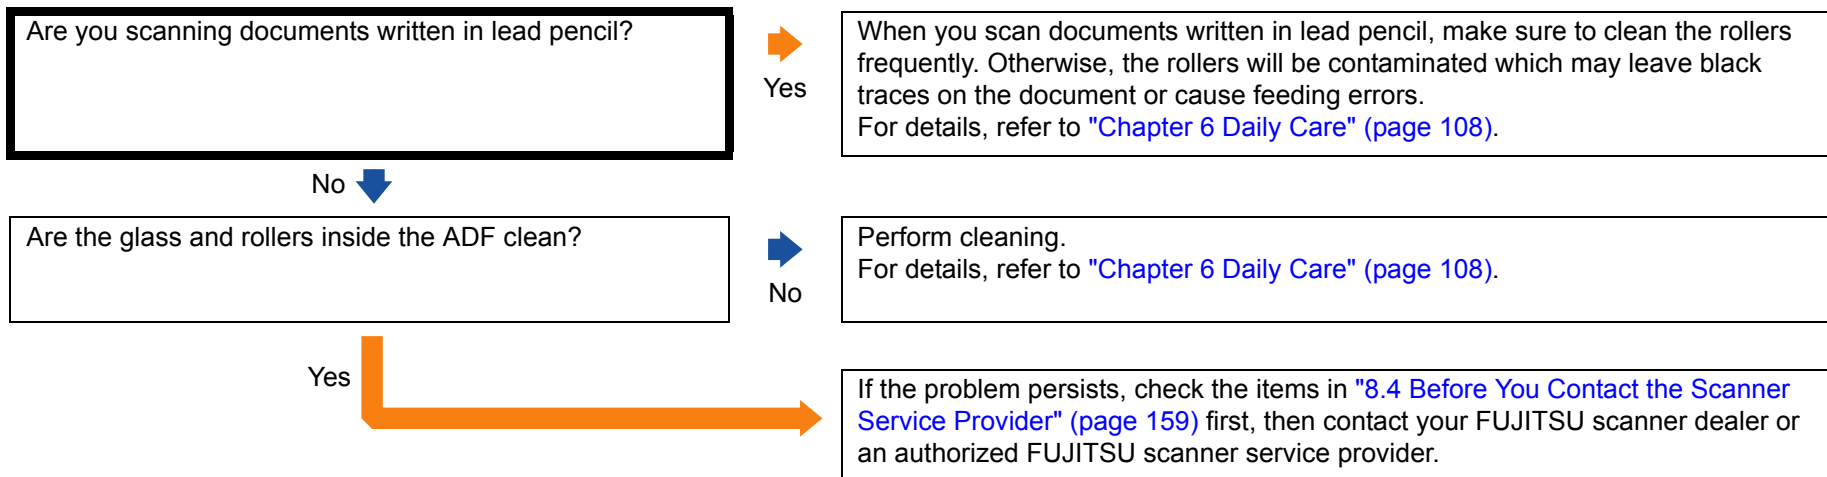 Are you scanning documents written in lead pencil?
Yes
When you scan documents written in lead pencil, make sure to clean the rollers
frequently. Otherwise, the rollers will be contaminated which may leave black
traces on the document or cause feeding errors.
For details, refer to "Chapter 6 Daily Care" (page 108).
No
Are the glass and rollers inside the ADF clean?
No
Perform cleaning.
For details, refer to "Chapter 6 Daily Care" (page 108).
Yes
If the problem persists, check the items in "8.4 Before You Contact the Scanner
Service Provider" (page 159) first, then contact your FUJITSU scanner dealer or
an authorized FUJITSU scanner service provider.